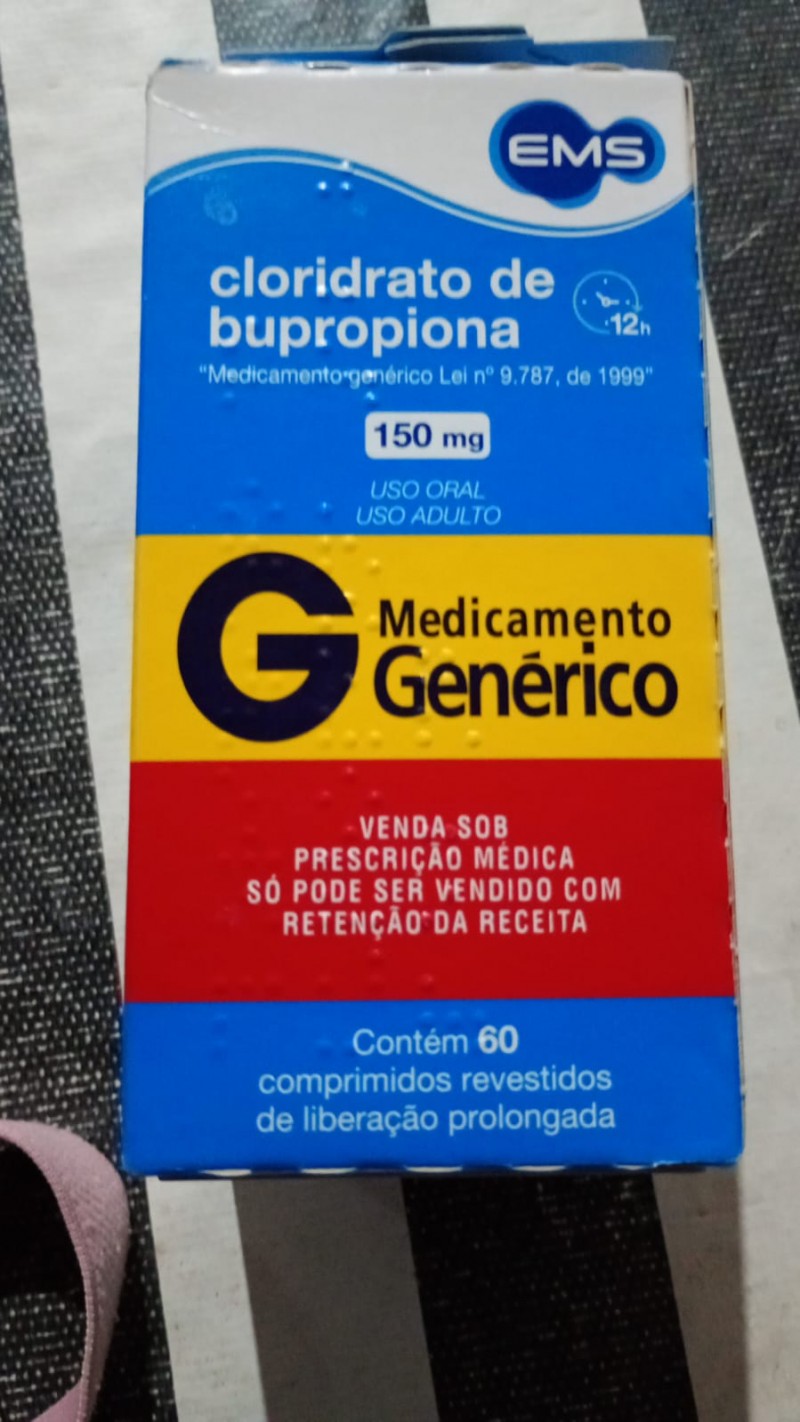 EMS
cloridrato de
bupropiona
12h
"Medicamento genérico Lei nº 9.787, de 1999"
150 mg
USO ORAL
USO ADULTO
G Medicamento
Genérico
VENDA SOB
PRESCRIÇÃO MÉDICA
SÓ PODE SER VENDIDO COM
RETENÇÃO DA RECEITA
Contém 60
comprimidos revestidos
de liberação prolongada